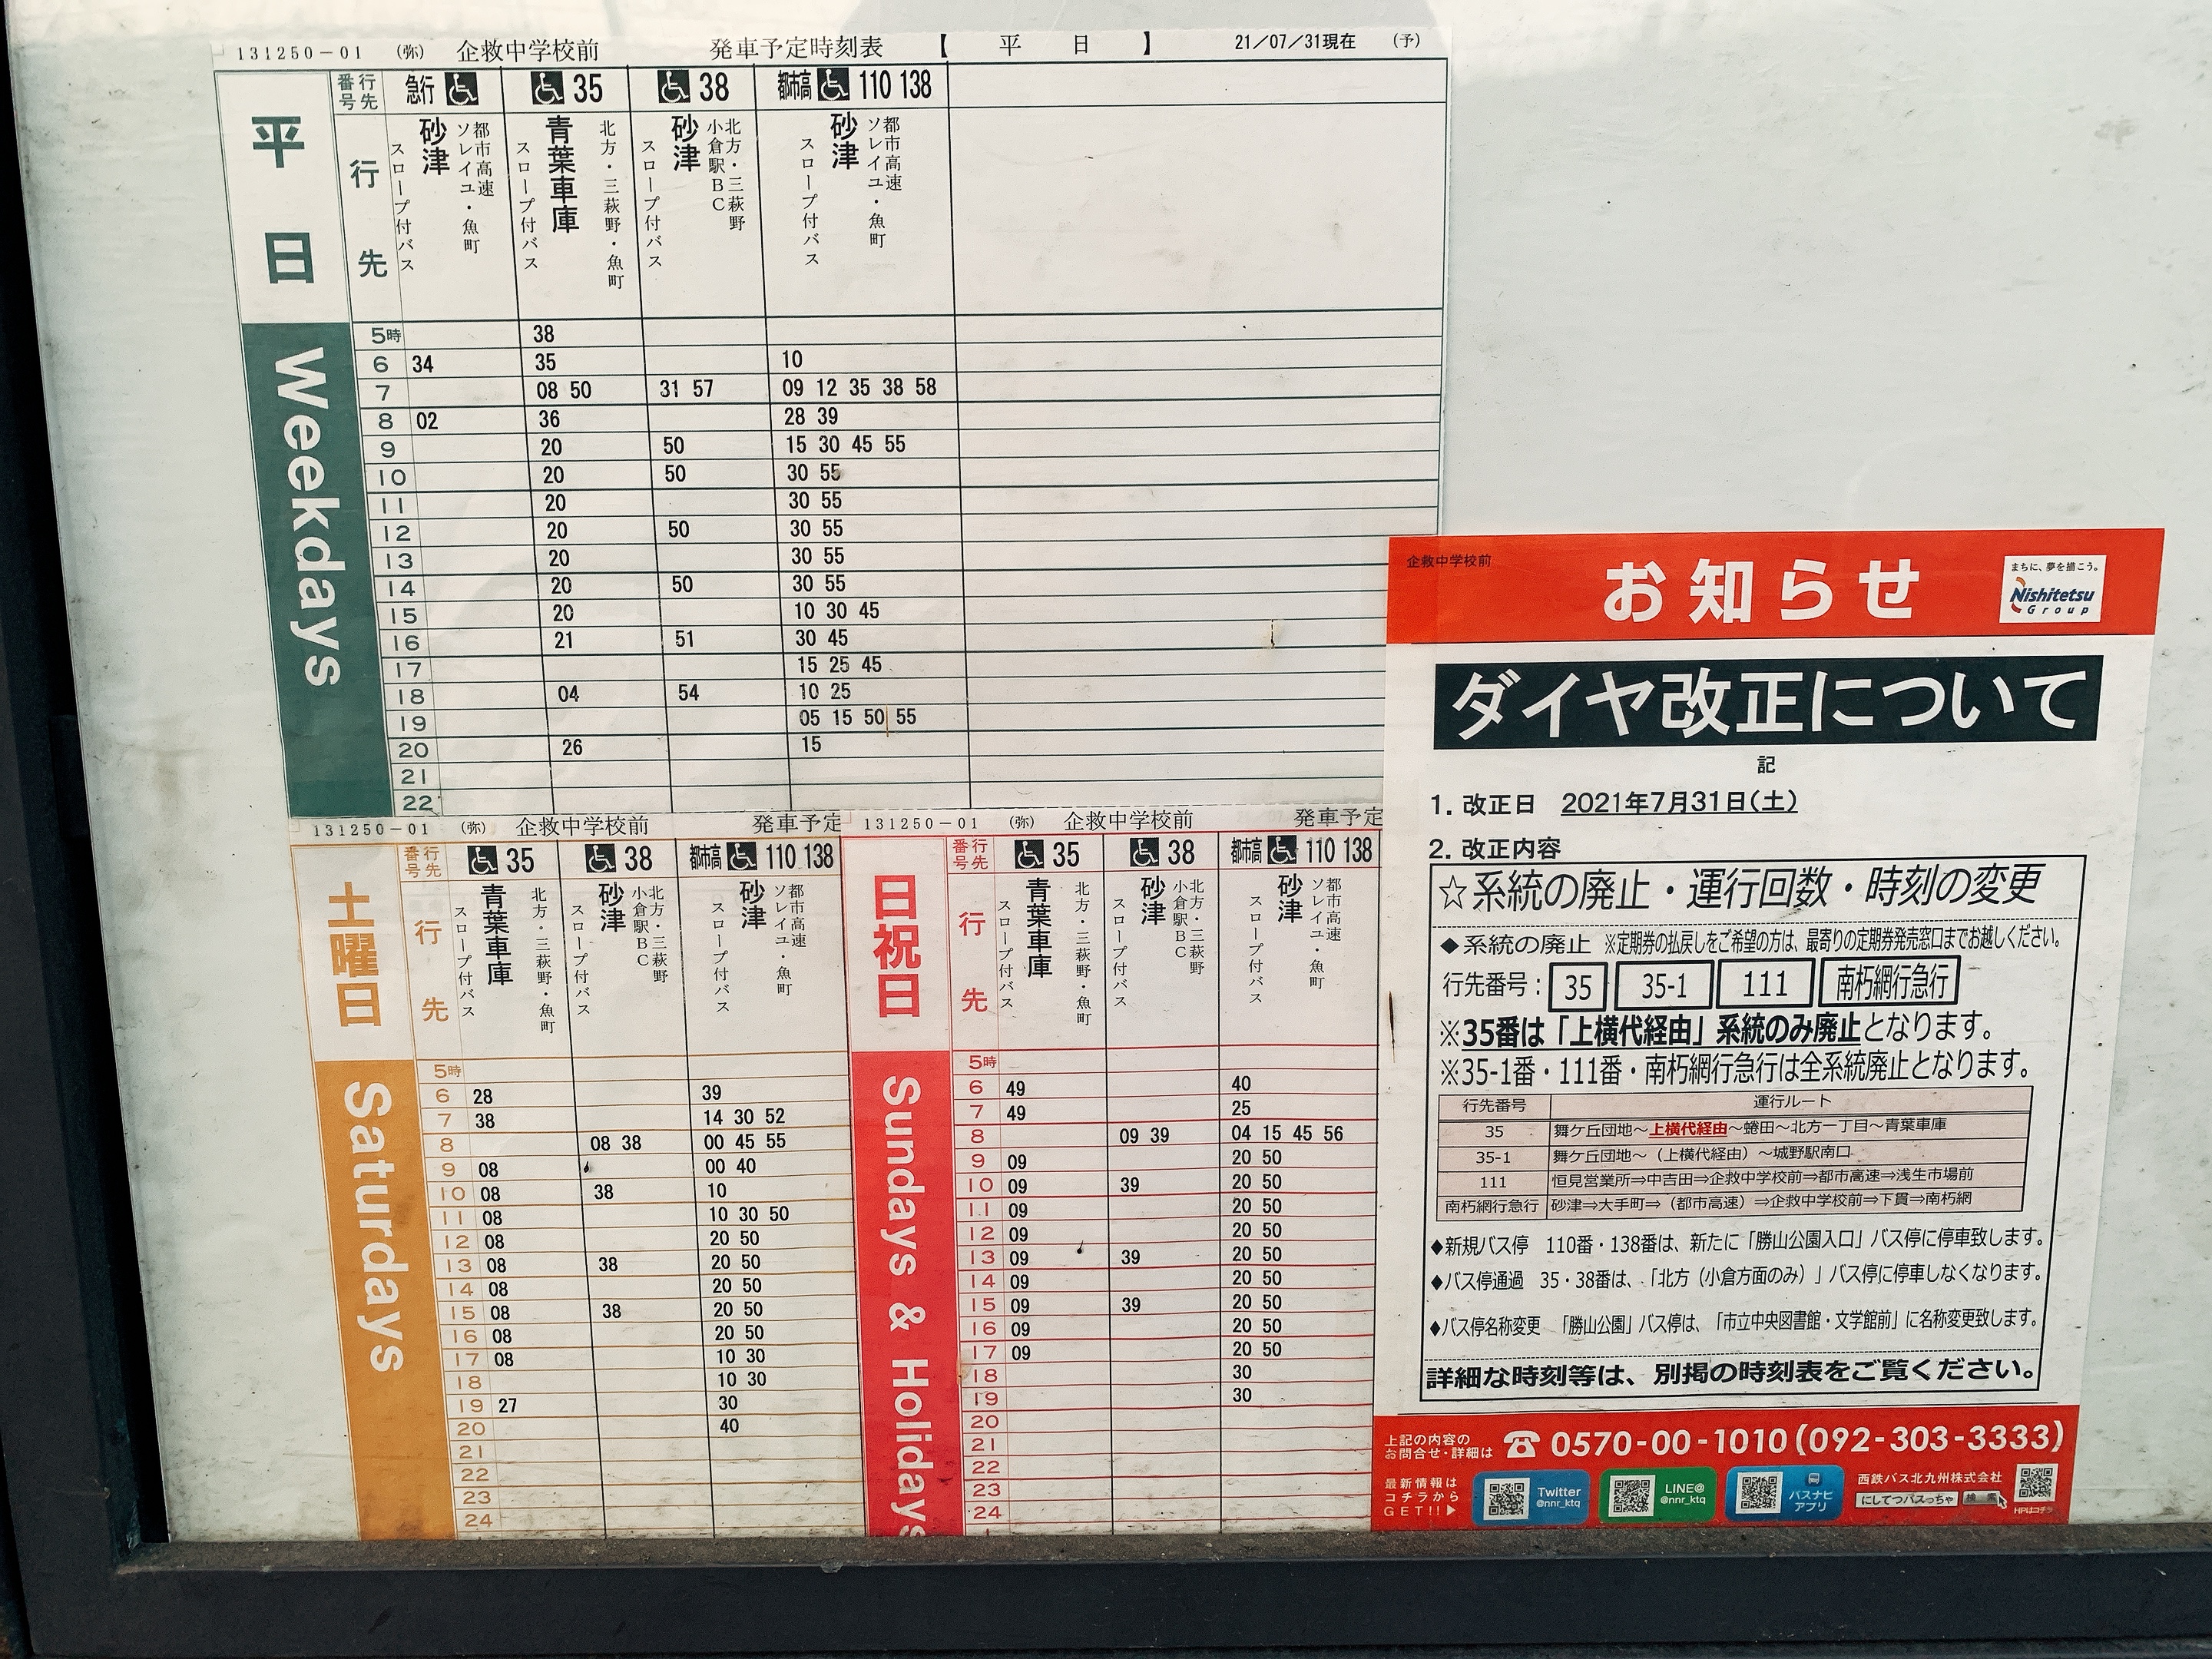 131250-01 (弥) 企救中学校前 発車予定時刻表 【 平 日 】 21/07/31現在 (予)
平日
Weekdays
行先番号 急行 35 38 都市高 110 138
行先
砂津 都市高速 ソレイユ・魚町 スロープ付バス
青葉車庫 北方・三萩野・魚町 スロープ付バス
砂津 北方・三萩野 小倉駅BC スロープ付バス
砂津 都市高速 ソレイユ・魚町 スロープ付バス
5時 38
6 34 35 10
7 08 50 31 57 09 12 35 38 58
8 02 36 28 39
9 20 50 15 30 45 55
10 20 50 30 55
11 20 30 55
12 20 50 30 55
13 20 30 55
14 20 50 30 55
15 20 10 30 45
16 21 51 30 45
17 15 25 45
18 04 54 10 25
19 05 15 50 55
20 26 15
21
22
131250-01 (弥) 企救中学校前 発車予定
土曜日
Saturdays
行先番号 35 38 都市高 110 138
行先
青葉車庫 北方・三萩野・魚町 スロープ付バス
砂津 北方・三萩野 小倉駅BC スロープ付バス
砂津 都市高速 ソレイユ・魚町 スロープ付バス
5時
6 28 39
7 38 14 30 52
8 08 38 00 45 55
9 08 00 40
10 08 38 10
11 08 10 30 50
12 08 20 50
13 08 38 20 50
14 08 20 50
15 08 38 20 50
16 08 20 50
17 08 10 30
18 10 30
19 27 30
20 40
21
22
23
24
131250-01 (弥) 企救中学校前 発車予定
日祝日
Sundays & Holidays
行先番号 35 38 都市高 110 138
行先
青葉車庫 北方・三萩野・魚町 スロープ付バス
砂津 北方・三萩野 小倉駅BC スロープ付バス
砂津 都市高速 ソレイユ・魚町 スロープ付バス
5時
6 49 40
7 49 25
8 09 39 04 15 45 56
9 09 20 50
10 09 39 20 50
11 09 20 50
12 09 20 50
13 09 39 20 50
14 09 20 50
15 09 39 20 50
16 09 20 50
17 09 20 50
18 30
19 30
20
21
22
23
24
企救中学校前
お知らせ
まちに、夢を描こう。
Nishitetsu
Group
ダイヤ改正について
記
1. 改正日 2021年7月31日(土)
2. 改正内容
☆系統の廃止・運行回数・時刻の変更
◆系統の廃止 ※定期券の払戻しをご希望の方は、最寄りの定期券発売窓口までお越しください。
行先番号: 35 35-1 111 南朽網行急行
※35番は「上横代経由」系統のみ廃止となります。
※35-1番・111番・南朽網行急行は全系統廃止となります。
行先番号 運行ルート
35 舞ケ丘団地～上横代経由～蜷田～北方一丁目～青葉車庫
35-1 舞ケ丘団地～(上横代経由)～城野駅南口
111 恒見営業所⇒中吉田⇒企救中学校前⇒都市高速⇒浅生市場前
南朽網行急行 砂津⇒大手町⇒(都市高速)⇒企救中学校前⇒下貫⇒南朽網
◆新規バス停 110番・138番は、新たに「勝山公園入口」バス停に停車致します。
◆バス停通過 35・38番は、「北方(小倉方面のみ)」バス停に停車しなくなります。
◆バス停名称変更 「勝山公園」バス停は、「市立中央図書館・文学館前」に名称変更致します。
詳細な時刻等は、別掲の時刻表をご覧ください。
上記の内容の
お問合せ・詳細は ☎ 0570-00-1010(092-303-3333)
最新情報は
コチラから
GET!!▶
Twitter
@nnr_ktq
LINE@
@nnr_ktq
バスナビ
アプリ
西鉄バス北九州株式会社
にしてつバスっちゃ 検索
HPはコチラ